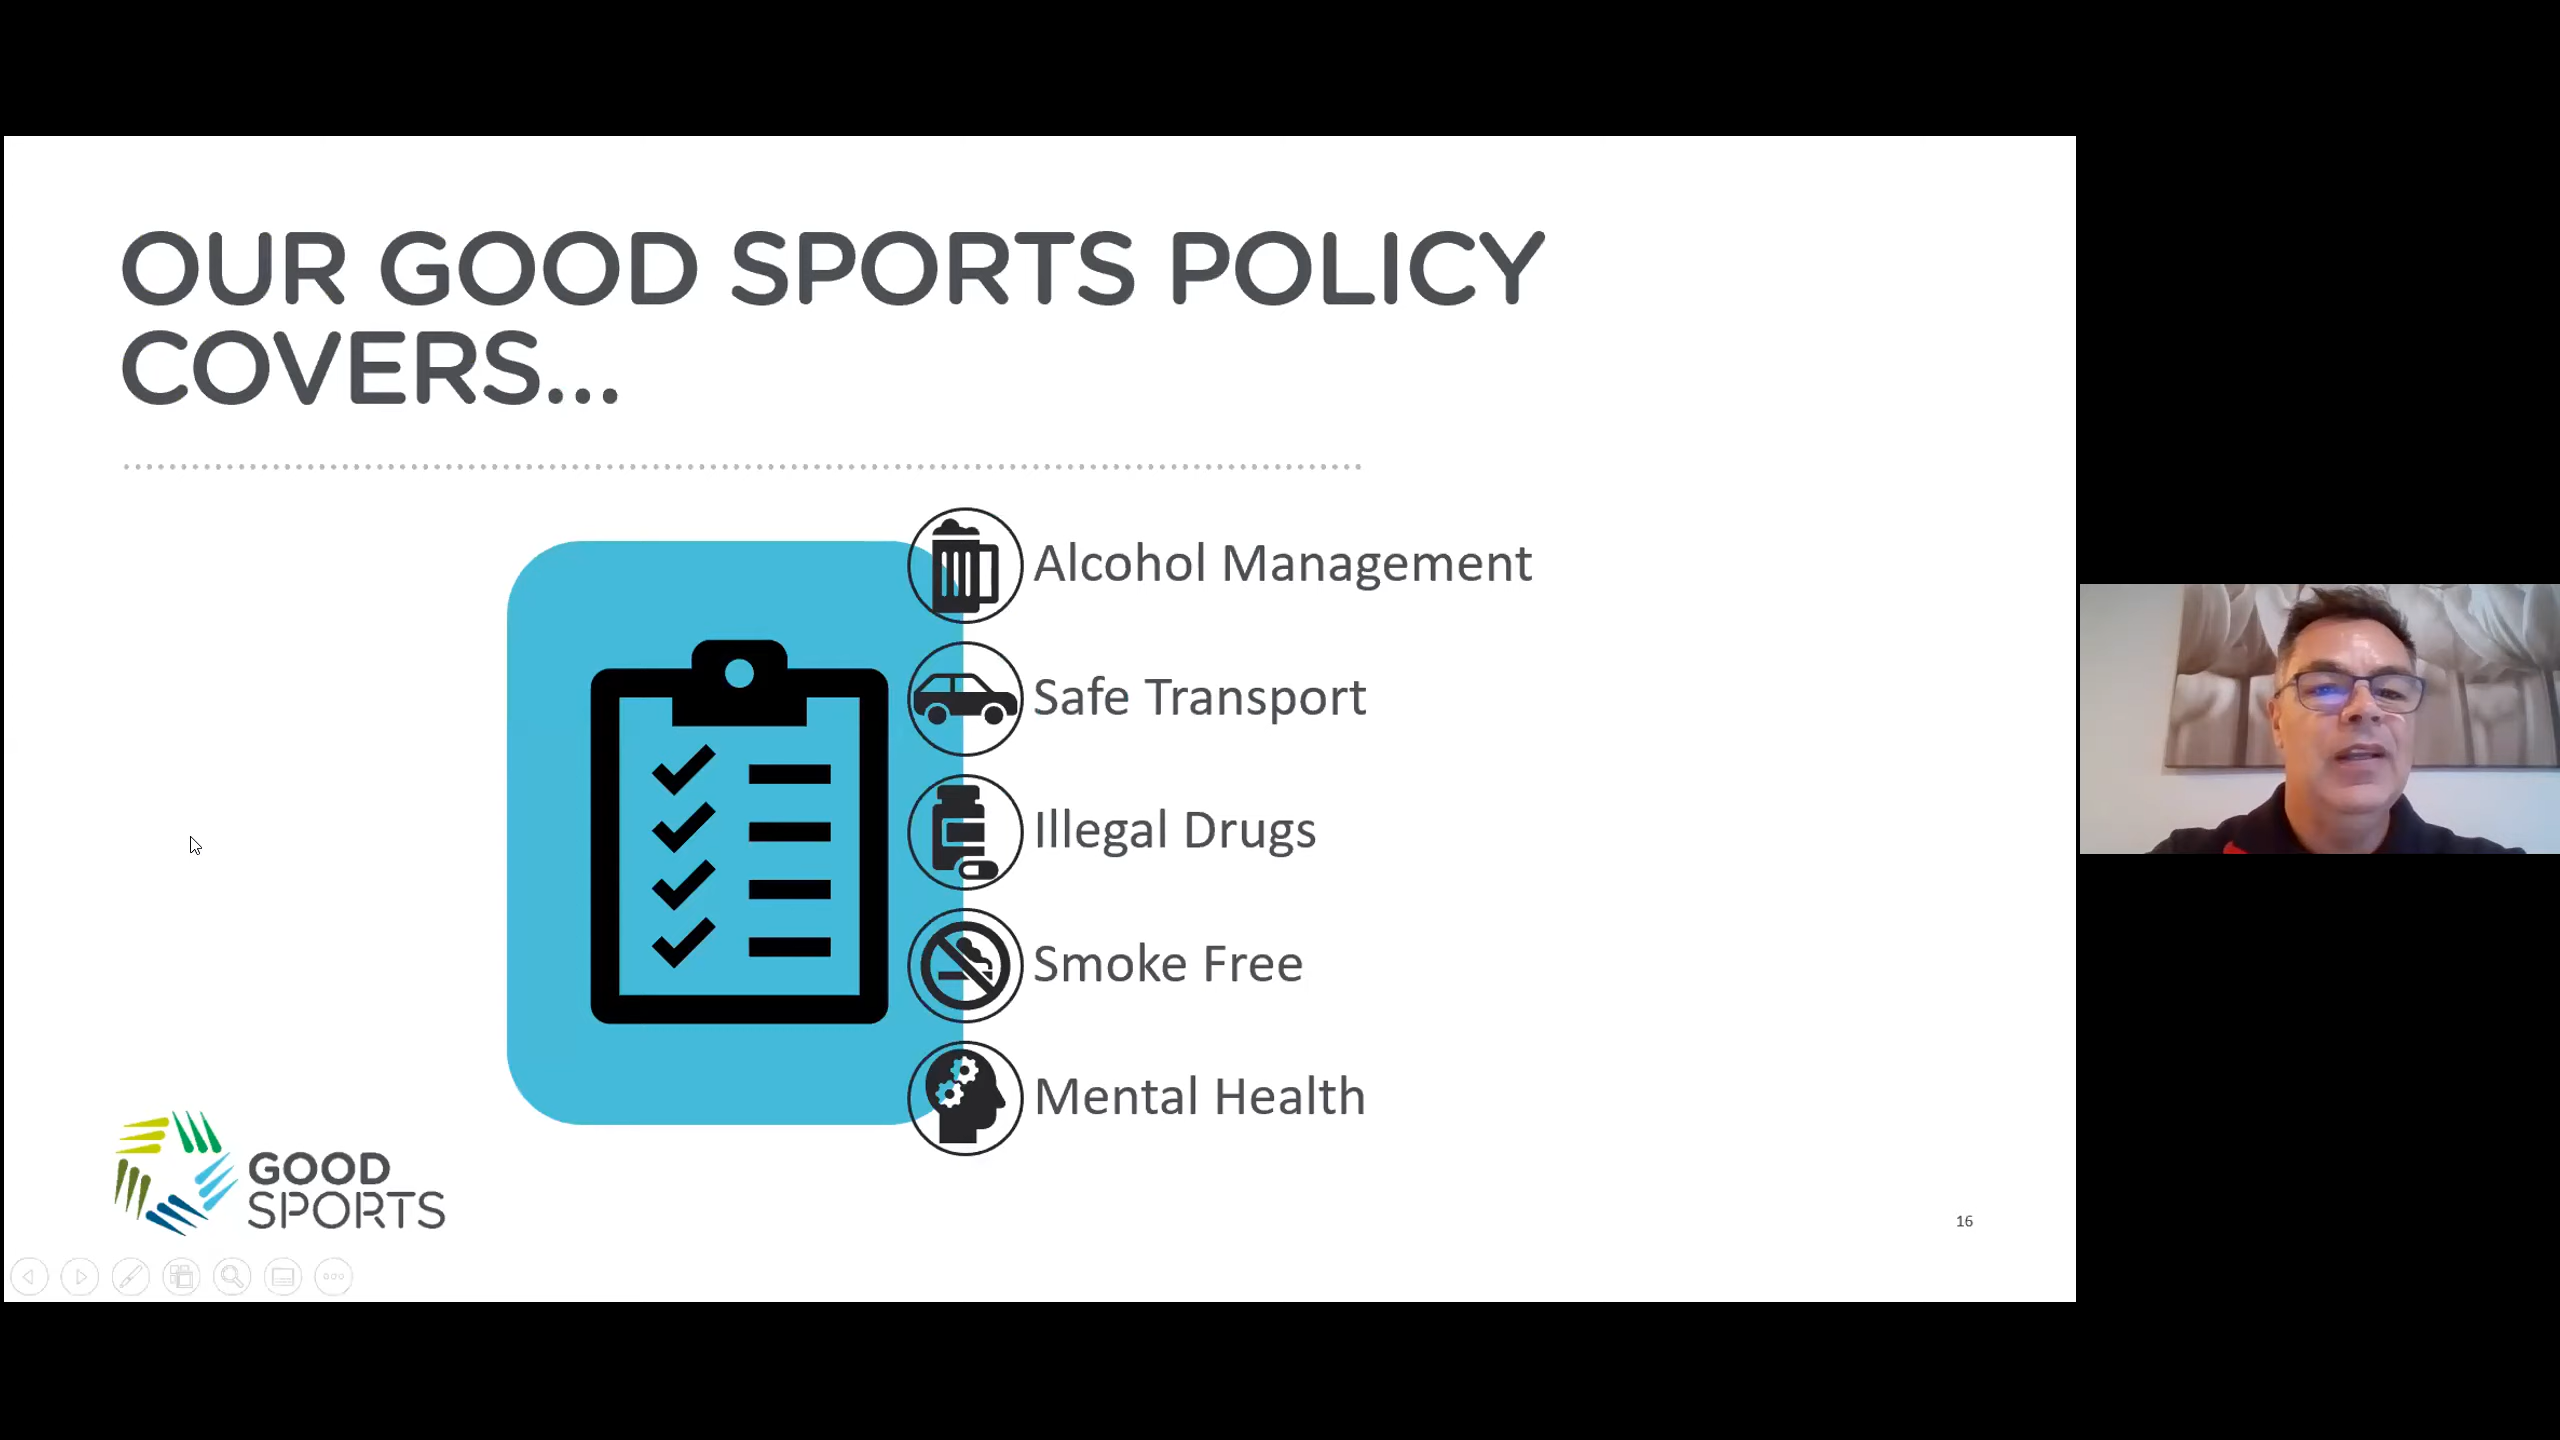 OUR GOOD SPORTS POLICY
COVERS...
Alcohol Management
Safe Transport
Illegal Drugs
Smoke Free
Mental Health
GOOD
SPORTS
16